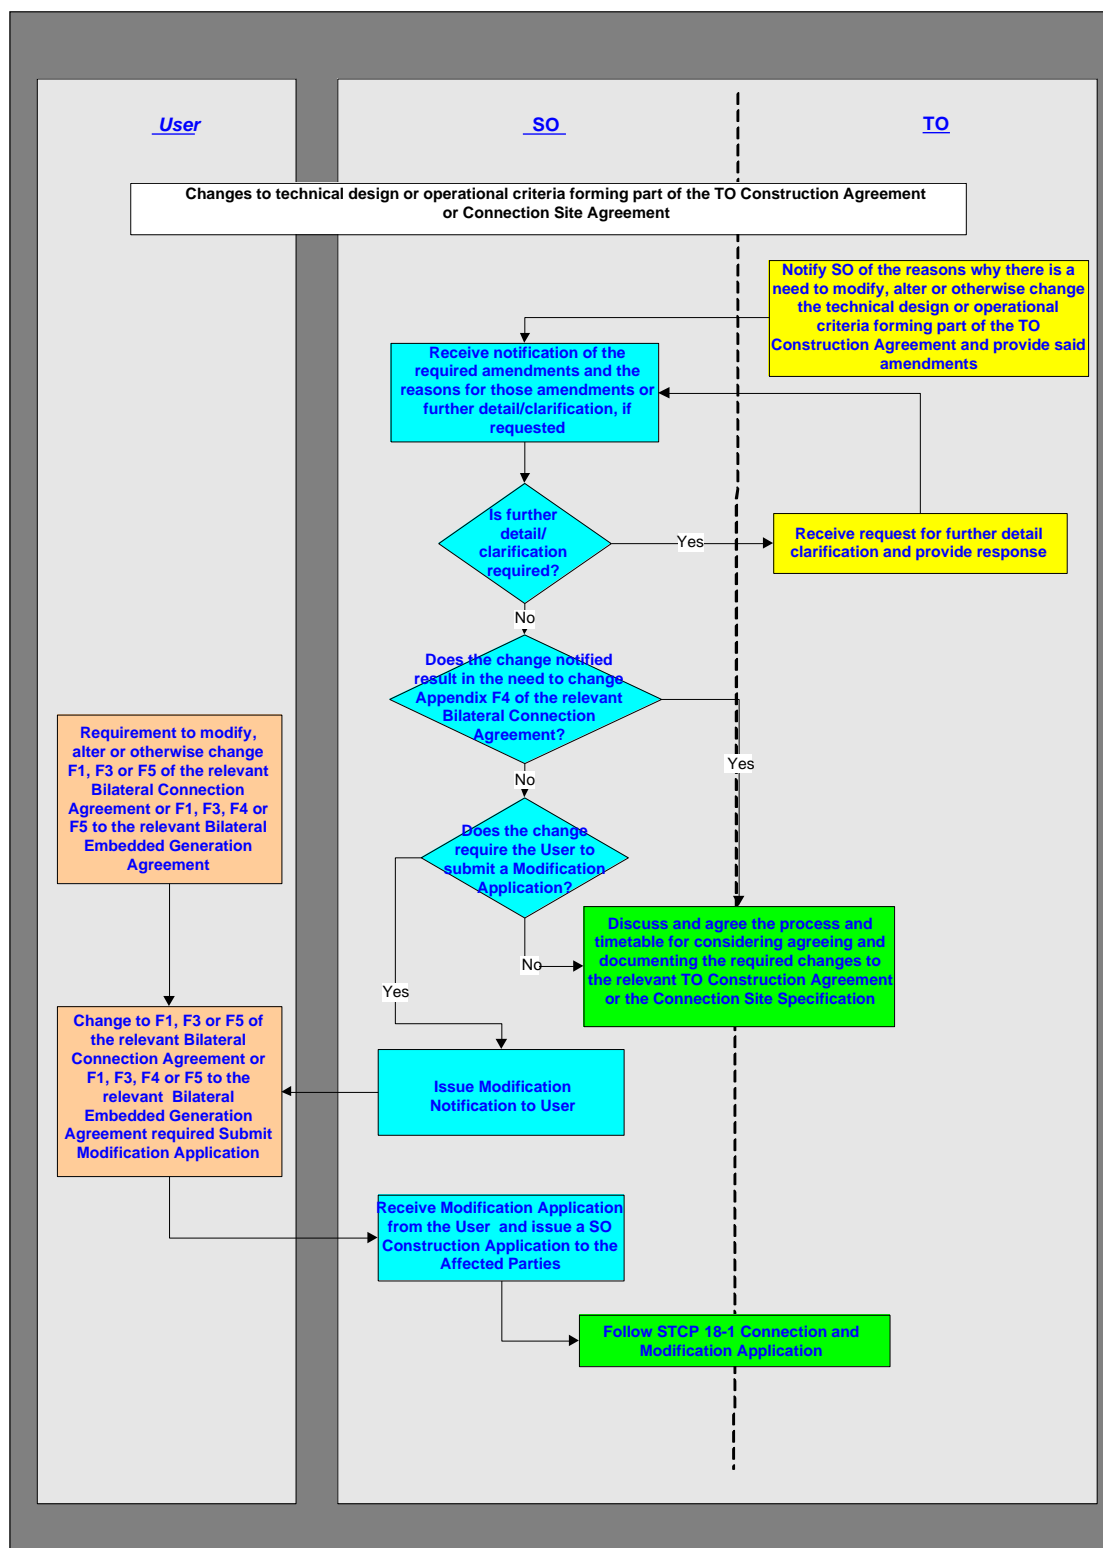 User
SO
TO
Changes to technical design or operational criteria forming part of the TO Construction Agreement
or Connection Site Agreement
Notify SO of the reasons why there is a
need to modify, alter or otherwise change
the technical design or operational
criteria forming part of the TO
Construction Agreement and provide said
amendments
Receive notification of the
required amendments and the
reasons for those amendments or
further detail/clarification, if
requested
Is further
detail/
clarification
required?
Yes
Receive request for further detail
clarification and provide response
No
Does the change notified
result in the need to change
Appendix F4 of the relevant
Bilateral Connection
Agreement?
Yes
No
Requirement to modify,
alter or otherwise change
F1, F3 or F5 of the relevant
Bilateral Connection
Agreement or F1, F3, F4 or
F5 to the relevant Bilateral
Embedded Generation
Agreement
Does the change
require the User to
submit a Modification
Application?
No
Yes
Discuss and agree the process and
timetable for considering agreeing and
documenting the required changes to
the relevant TO Construction Agreement
or the Connection Site Specification
Change to F1, F3 or F5 of
the relevant Bilateral
Connection Agreement or
F1, F3, F4 or F5 to the
relevant Bilateral
Embedded Generation
Agreement required Submit
Modification Application
Issue Modification
Notification to User
Receive Modification Application
from the User and issue a SO
Construction Application to the
Affected Parties
Follow STCP 18-1 Connection and
Modification Application